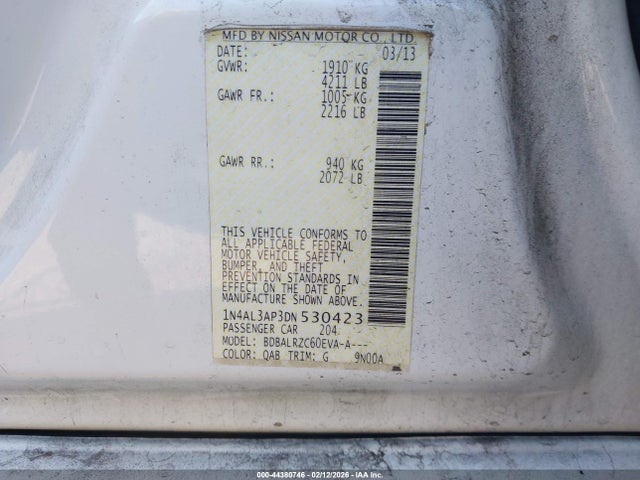 MFD BY NISSAN MOTOR CO., LTD.
DATE: 03/13
GVWR: 1910 KG
4211 LB
GAWR FR.: 1005 KG
2216 LB
GAWR RR.: 940 KG
2072 LB
THIS VEHICLE CONFORMS TO
ALL APPLICABLE FEDERAL
MOTOR VEHICLE SAFETY,
BUMPER, AND THEFT
PREVENTION STANDARDS IN
EFFECT ON THE DATE OF
MANUFACTURE SHOWN ABOVE.
1N4AL3AP3DN530423
PASSENGER CAR 204
MODEL: BDBALRZC60EVA-A---
COLOR: QAB TRIM: G 9N00A
000-44380746 | 02/12/2026 | IAA Inc.